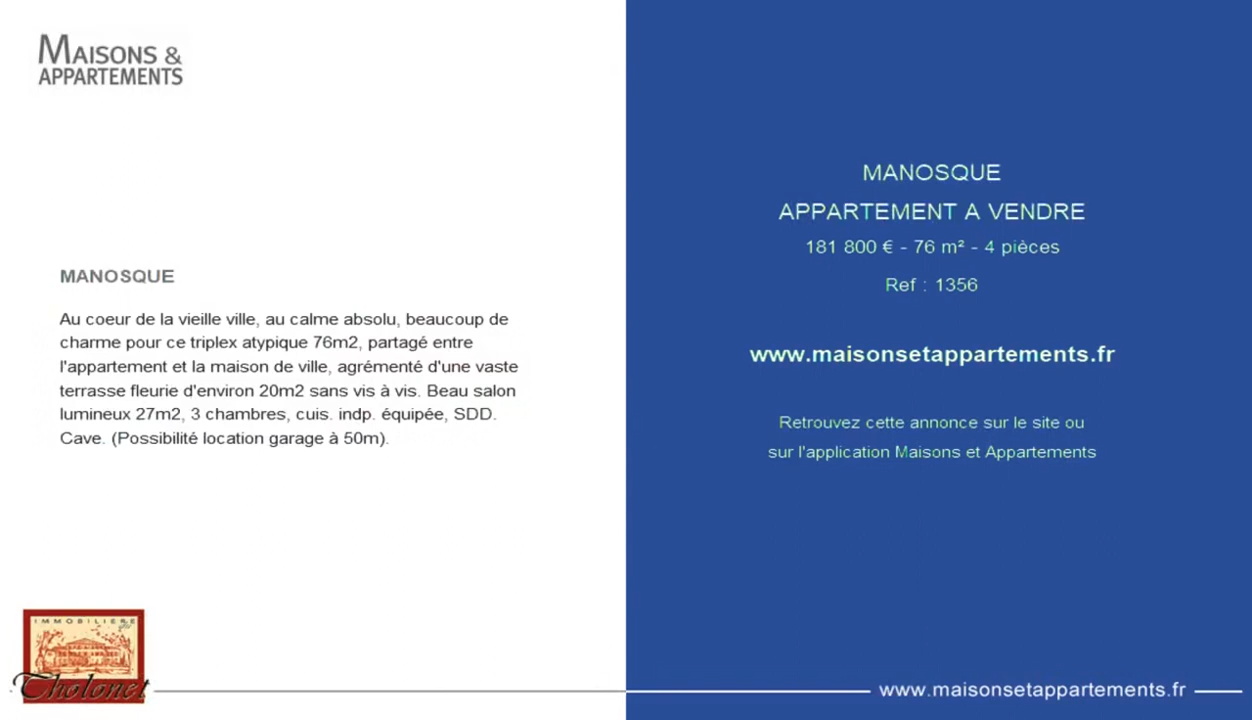 MAISONS &
APPARTEMENTS
MANOSQUE
Au coeur de la vieille ville, au calme absolu, beaucoup de
charme pour ce triplex atypique 76m2, partagé entre
l'appartement et la maison de ville, agrémenté d'une vaste
terrasse fleurie d'environ 20m2 sans vis à vis. Beau salon
lumineux 27m2, 3 chambres, cuis. indp. équipée, SDD.
Cave. (Possibilité location garage à 50m).
IMMOBILIERE
Tholonet
MANOSQUE
APPARTEMENT A VENDRE
181 800 € - 76 m² - 4 pièces
Ref : 1356
www.maisonsetappartements.fr
Retrouvez cette annonce sur le site ou
sur l'application Maisons et Appartements
www.maisonsetappartements.fr